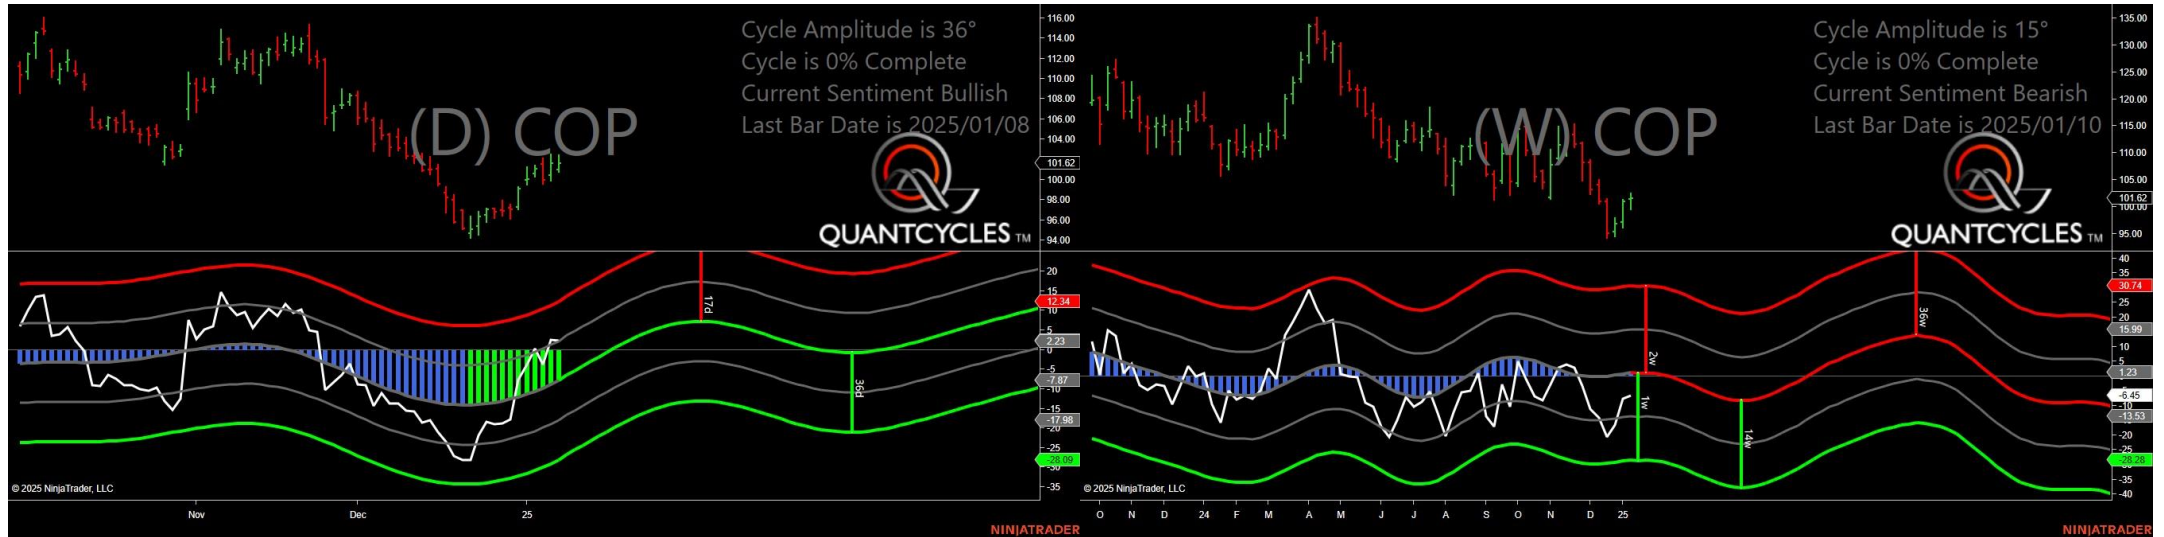 Cycle Amplitude is 36°
Cycle is 0% Complete
Current Sentiment Bullish
Last Bar Date is 2025/01/08
(D) COP
QUANTCYCLES TM
116.00
114.00
112.00
110.00
108.00
106.00
104.00
101.62
100.00
98.00
96.00
94.00
17d
36d
20
15
12.34
10
5
2.23
0
-5
-7.87
-10
-15
-17.98
-20
-25
-28.09
-30
-35
© 2025 NinjaTrader, LLC
Nov
Dec
25
NINJATRADER
Cycle Amplitude is 15°
Cycle is 0% Complete
Current Sentiment Bearish
Last Bar Date is 2025/01/10
(W) COP
QUANTCYCLES TM
135.00
130.00
125.00
120.00
115.00
110.00
105.00
101.62
100.00
95.00
2w
1w
14w
36w
40
35
30.74
25
20
15.99
10
5
1.23
-6.45
-10
-13.53
-20
-25
-28.28
-35
-40
© 2025 NinjaTrader, LLC
O N D 24 F M A M J J A S O N D 25
NINJATRADER